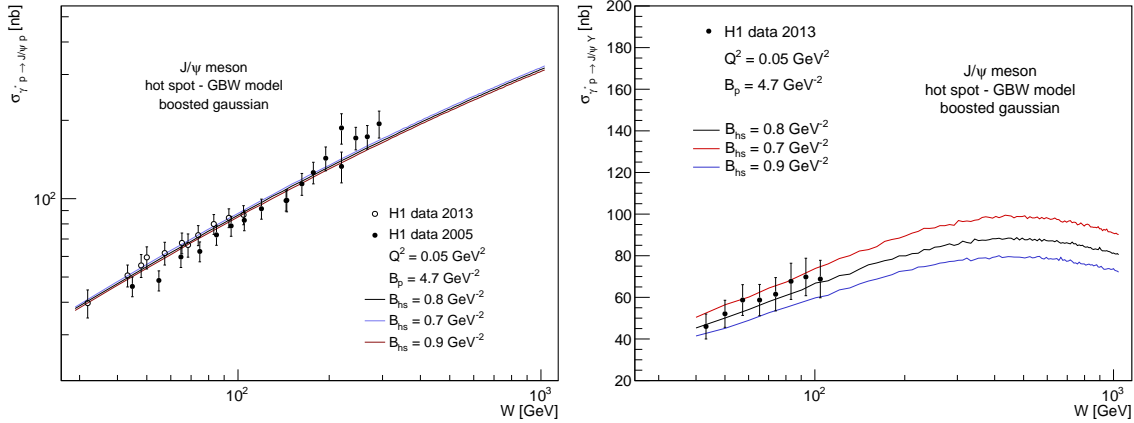 σ_γ* p → J/ψ p [nb]
J/ψ meson
hot spot - GBW model
boosted gaussian
10²
H1 data 2013
H1 data 2005
Q² = 0.05 GeV²
B_p = 4.7 GeV⁻²
B_hs = 0.8 GeV⁻²
B_hs = 0.7 GeV⁻²
B_hs = 0.9 GeV⁻²
10²
10³
W [GeV]
σ_γ* p → J/ψ Y [nb]
200
180
160
140
120
100
80
60
40
20
H1 data 2013
Q² = 0.05 GeV²
B_p = 4.7 GeV⁻²
J/ψ meson
hot spot - GBW model
boosted gaussian
B_hs = 0.8 GeV⁻²
B_hs = 0.7 GeV⁻²
B_hs = 0.9 GeV⁻²
10²
10³
W [GeV]